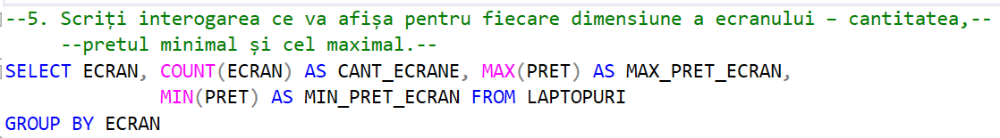 --5. Scriți interogarea ce va afișa pentru fiecare dimensiune a ecranului – cantitatea,--
--pretul minimal și cel maximal.--
SELECT ECRAN, COUNT(ECRAN) AS CANT_ECRANE, MAX(PRET) AS MAX_PRET_ECRAN,
MIN(PRET) AS MIN_PRET_ECRAN FROM LAPTOPURI
GROUP BY ECRAN